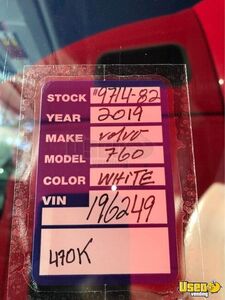 STOCK #9714-82
YEAR 2019
MAKE VOLVO
MODEL 760
COLOR WHITE
VIN 196249
470K
Used
vending